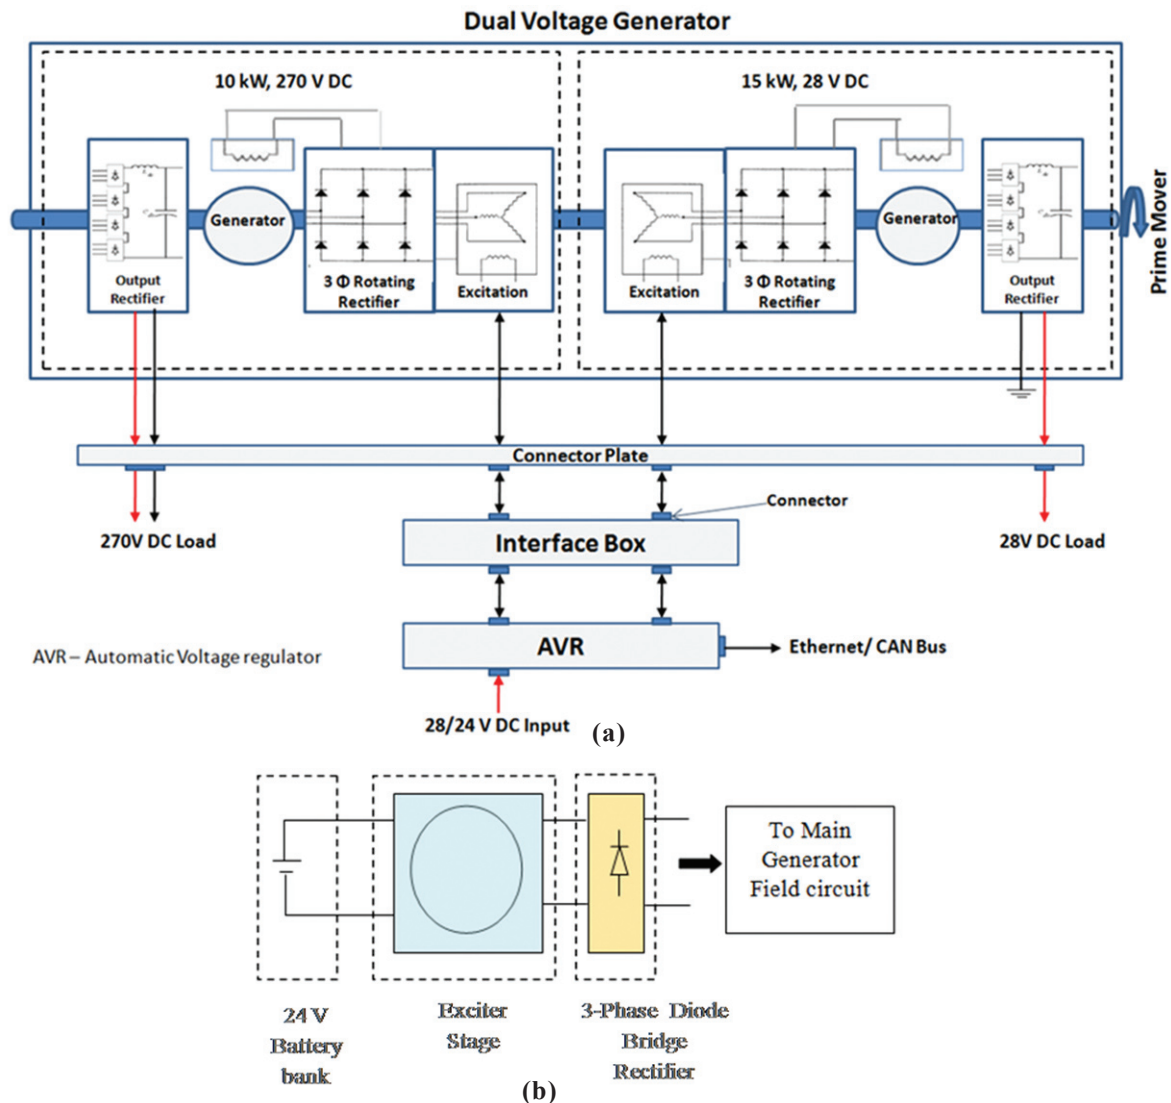 Dual Voltage Generator
10 kW, 270 V DC
15 kW, 28 V DC
Generator
Generator
Output
Rectifier
3 Φ Rotating
Rectifier
Excitation
Excitation
3 Φ Rotating
Rectifier
Output
Rectifier
Prime Mover
Connector Plate
Connector
270V DC Load
Interface Box
28V DC Load
AVR
Ethernet/ CAN Bus
AVR – Automatic Voltage regulator
28/24 V DC Input
(a)
To Main
Generator
Field circuit
24 V
Battery
bank
Exciter
Stage
3-Phase Diode
Bridge
Rectifier
(b)